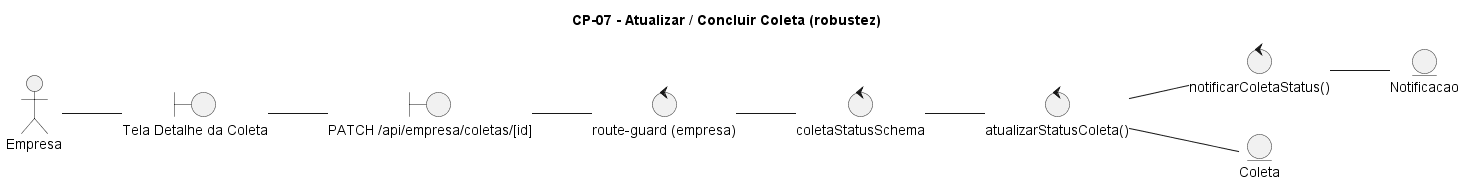 CP-07 - Atualizar / Concluir Coleta (robustez)
Empresa
Tela Detalhe da Coleta
PATCH /api/empresa/coletas/[id]
route-guard (empresa)
coletaStatusSchema
atualizarStatusColeta()
notificarColetaStatus()
Notificacao
Coleta